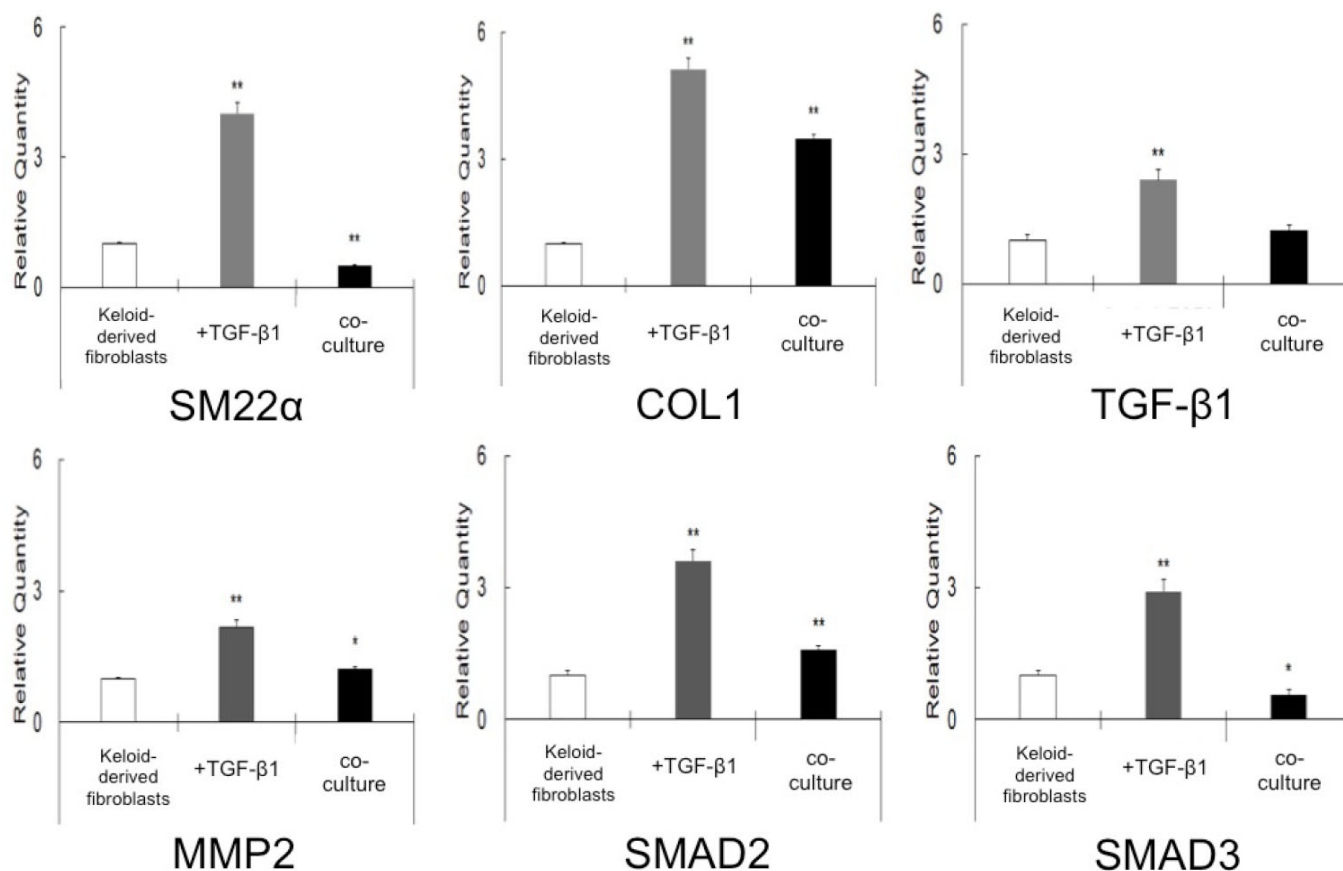 6
3
0
Relative Quantity
**
**
Keloid-
derived
fibroblasts
+TGF-β1
co-
culture
SM22α
6
3
0
Relative Quantity
**
**
Keloid-
derived
fibroblasts
+TGF-β1
co-
culture
COL1
6
3
0
Relative Quantity
**
Keloid-
derived
fibroblasts
+TGF-β1
co-
culture
TGF-β1
6
3
0
Relative Quantity
**
*
Keloid-
derived
fibroblasts
+TGF-β1
co-
culture
MMP2
6
3
0
Relative Quantity
**
**
Keloid-
derived
fibroblasts
+TGF-β1
co-
culture
SMAD2
6
3
0
Relative Quantity
**
*
Keloid-
derived
fibroblasts
+TGF-β1
co-
culture
SMAD3